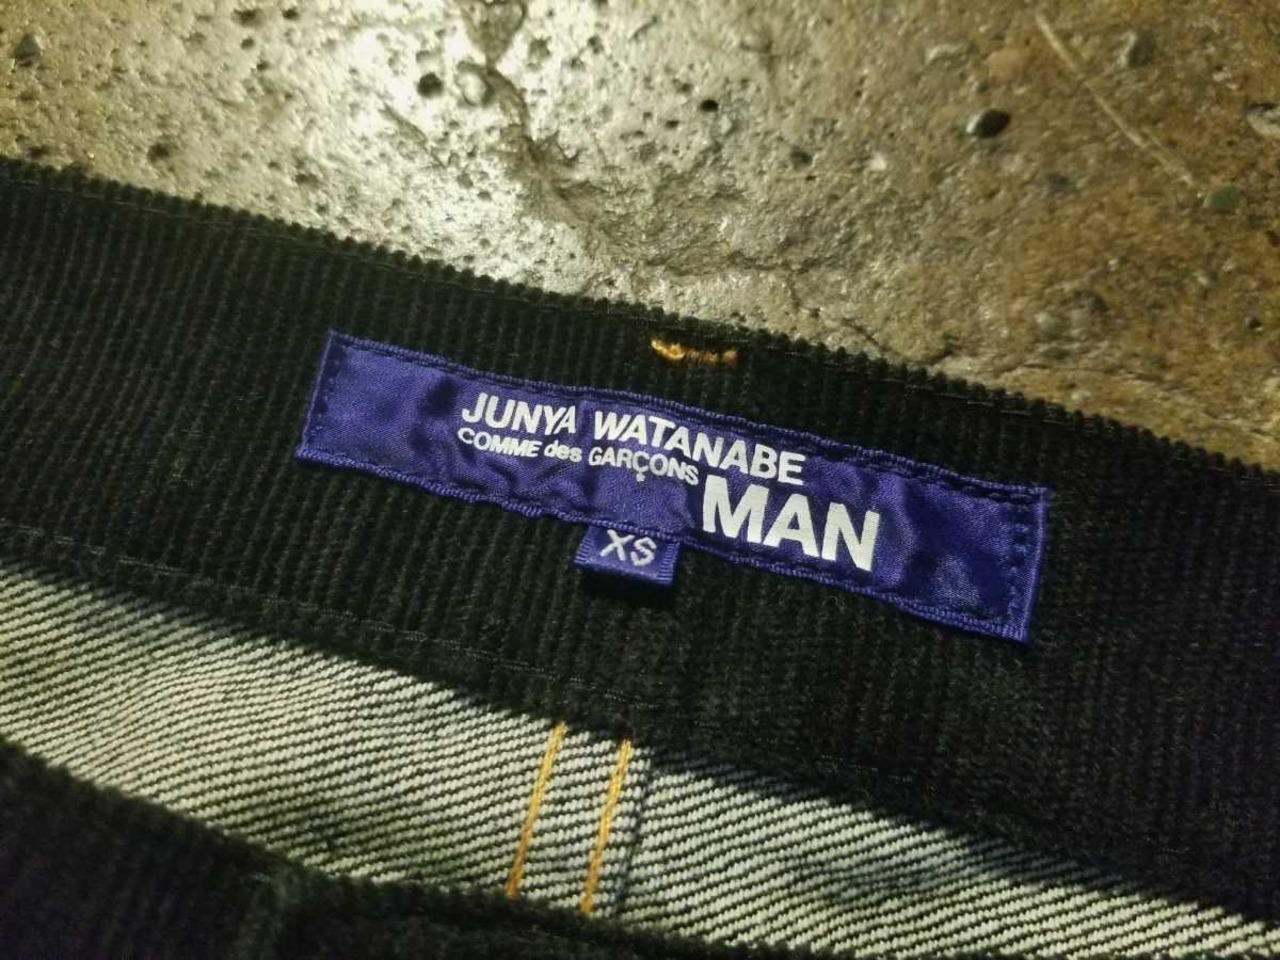 JUNYA WATANABE
COMME des GARÇONS
MAN
XS